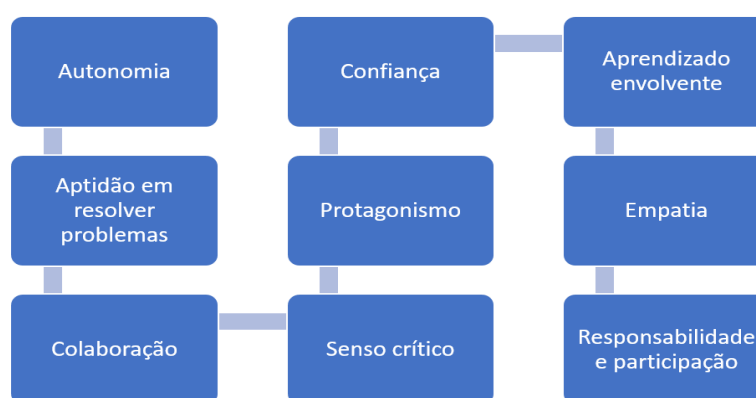 Autonomia
Aptidão em
resolver
problemas
Colaboração
Senso crítico
Protagonismo
Confiança
Aprendizado
envolvente
Empatia
Responsabilidade
e participação